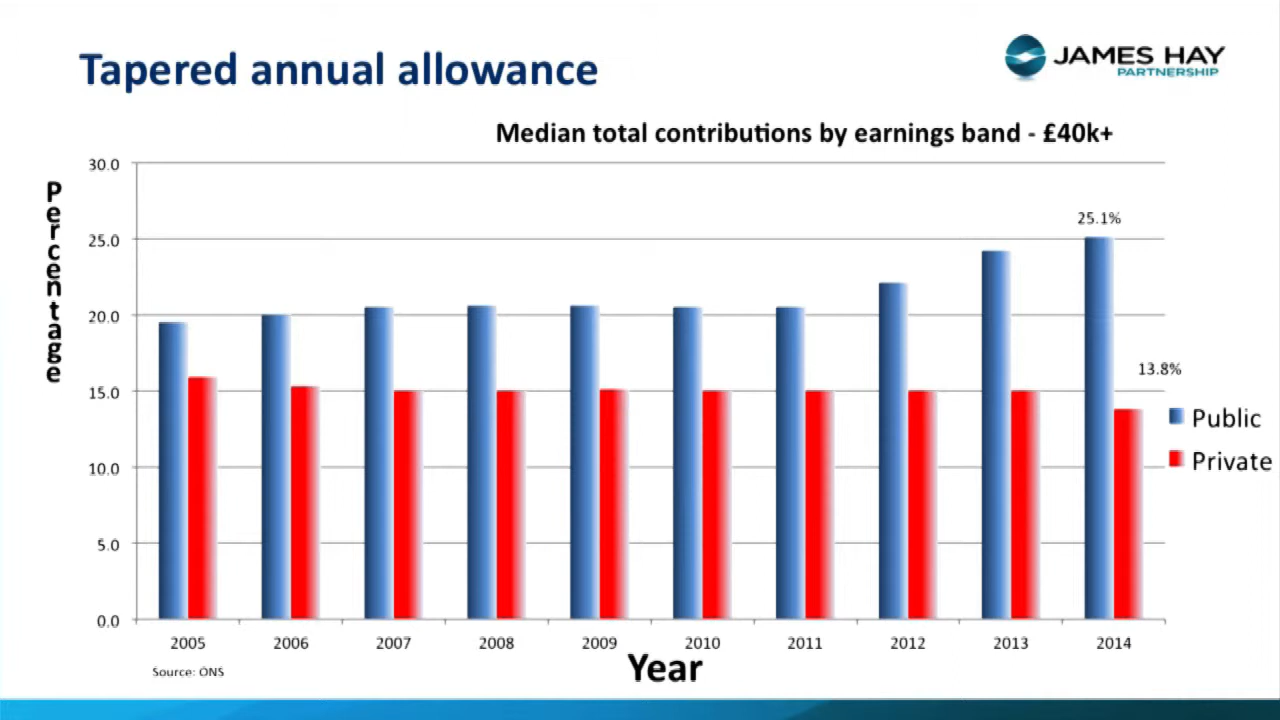 Tapered annual allowance
JAMES HAY
PARTNERSHIP
Median total contributions by earnings band - £40k+
Percentage
30.0
25.0
20.0
15.0
10.0
5.0
0.0
25.1%
13.8%
Public
Private
2005 2006 2007 2008 2009 2010 2011 2012 2013 2014
Year
Source: ONS